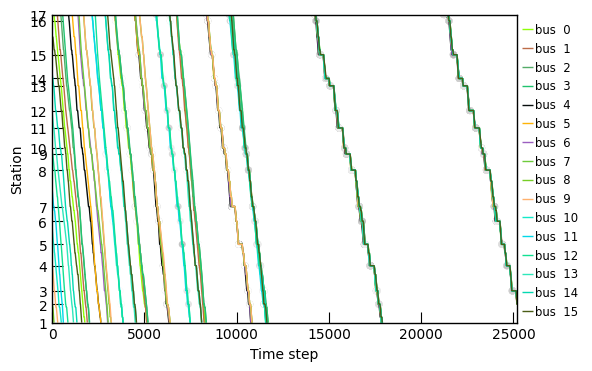 17
16
15
14
13
12
11
10
9
8
7
6
5
4
3
2
1
Station
0 5000 10000 15000 20000 25000
Time step
bus 0
bus 1
bus 2
bus 3
bus 4
bus 5
bus 6
bus 7
bus 8
bus 9
bus 10
bus 11
bus 12
bus 13
bus 14
bus 15